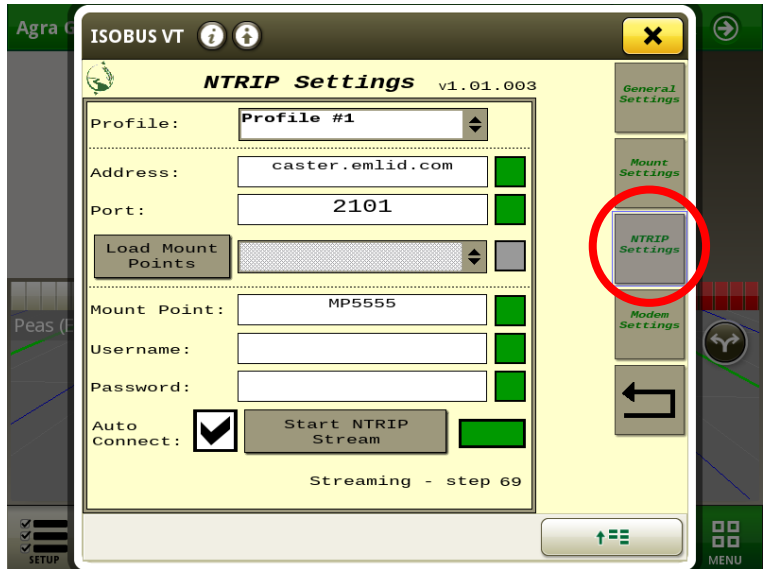 Agra G
ISOBUS VT
NTRIP Settings v1.01.003
Profile: Profile #1
Address: caster.emlid.com
Port: 2101
Load Mount
Points
Mount Point: MP5555
Username:
Password:
Auto
Connect:
Start NTRIP
Stream
Streaming - step 69
General
Settings
Mount
Settings
NTRIP
Settings
Modem
Settings
Peas (E
SETUP
MENU